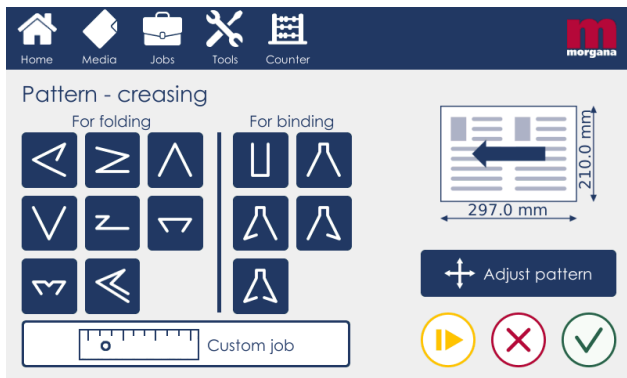 Home Media Jobs Tools Counter
morgana
Pattern - creasing
For folding For binding
210.0 mm
297.0 mm
Adjust pattern
Custom job